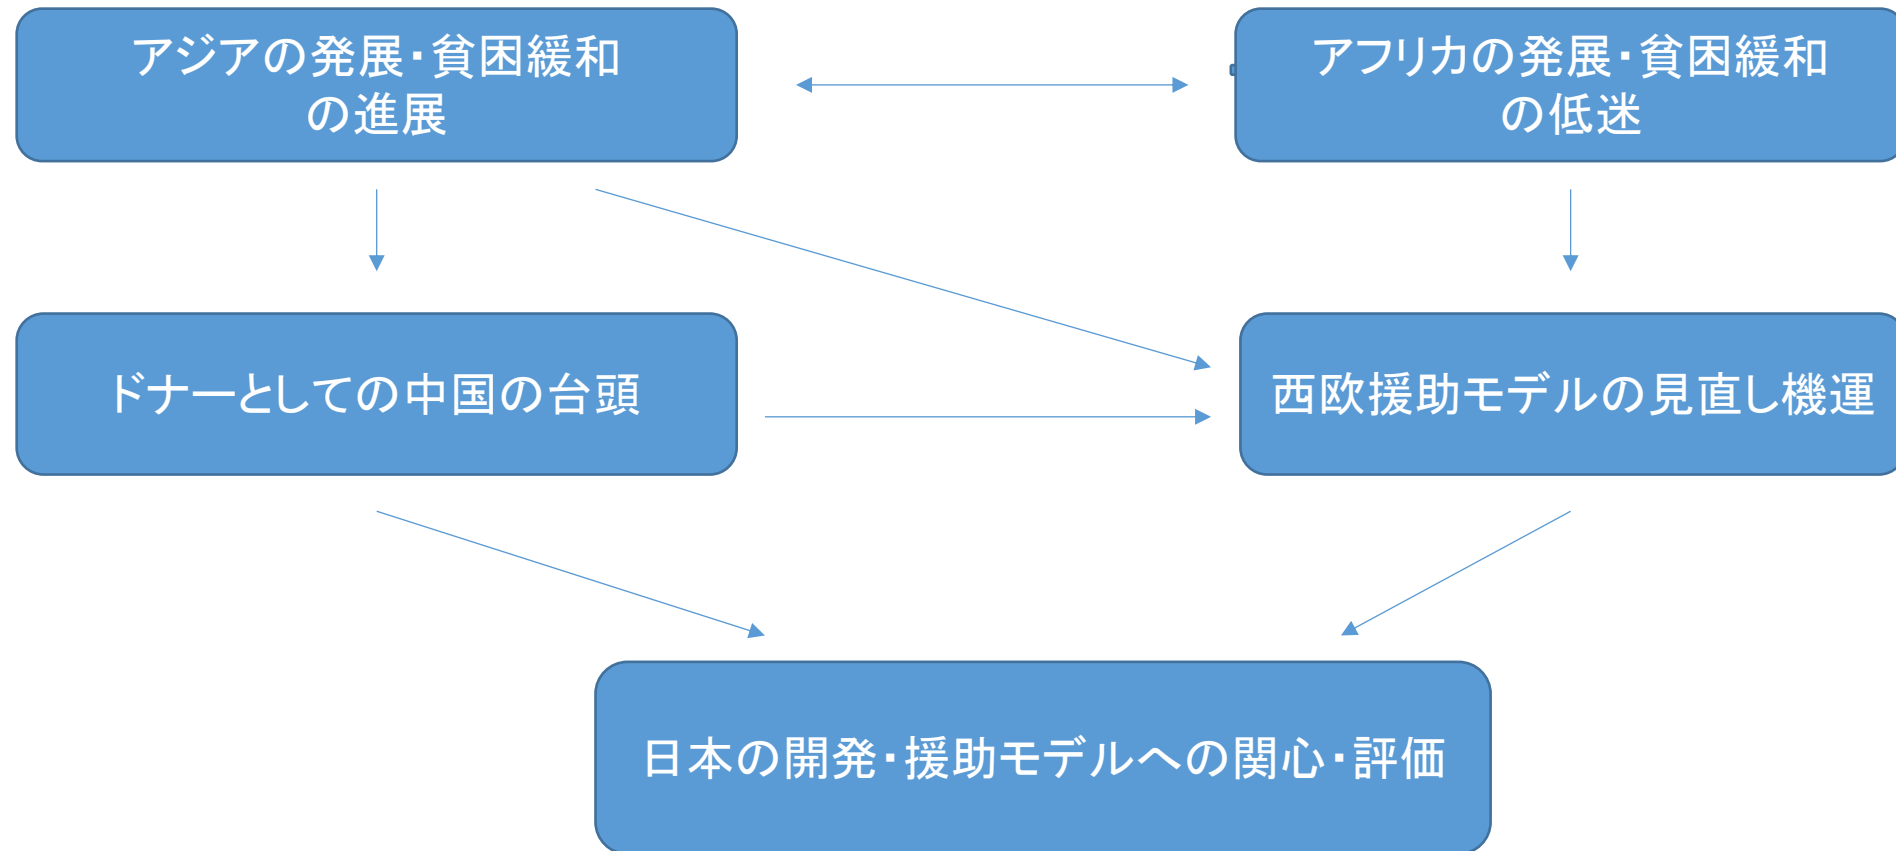 アジアの発展・貧困緩和
の進展
アフリカの発展・貧困緩和
の低迷
ドナーとしての中国の台頭
西欧援助モデルの見直し機運
日本の開発・援助モデルへの関心・評価